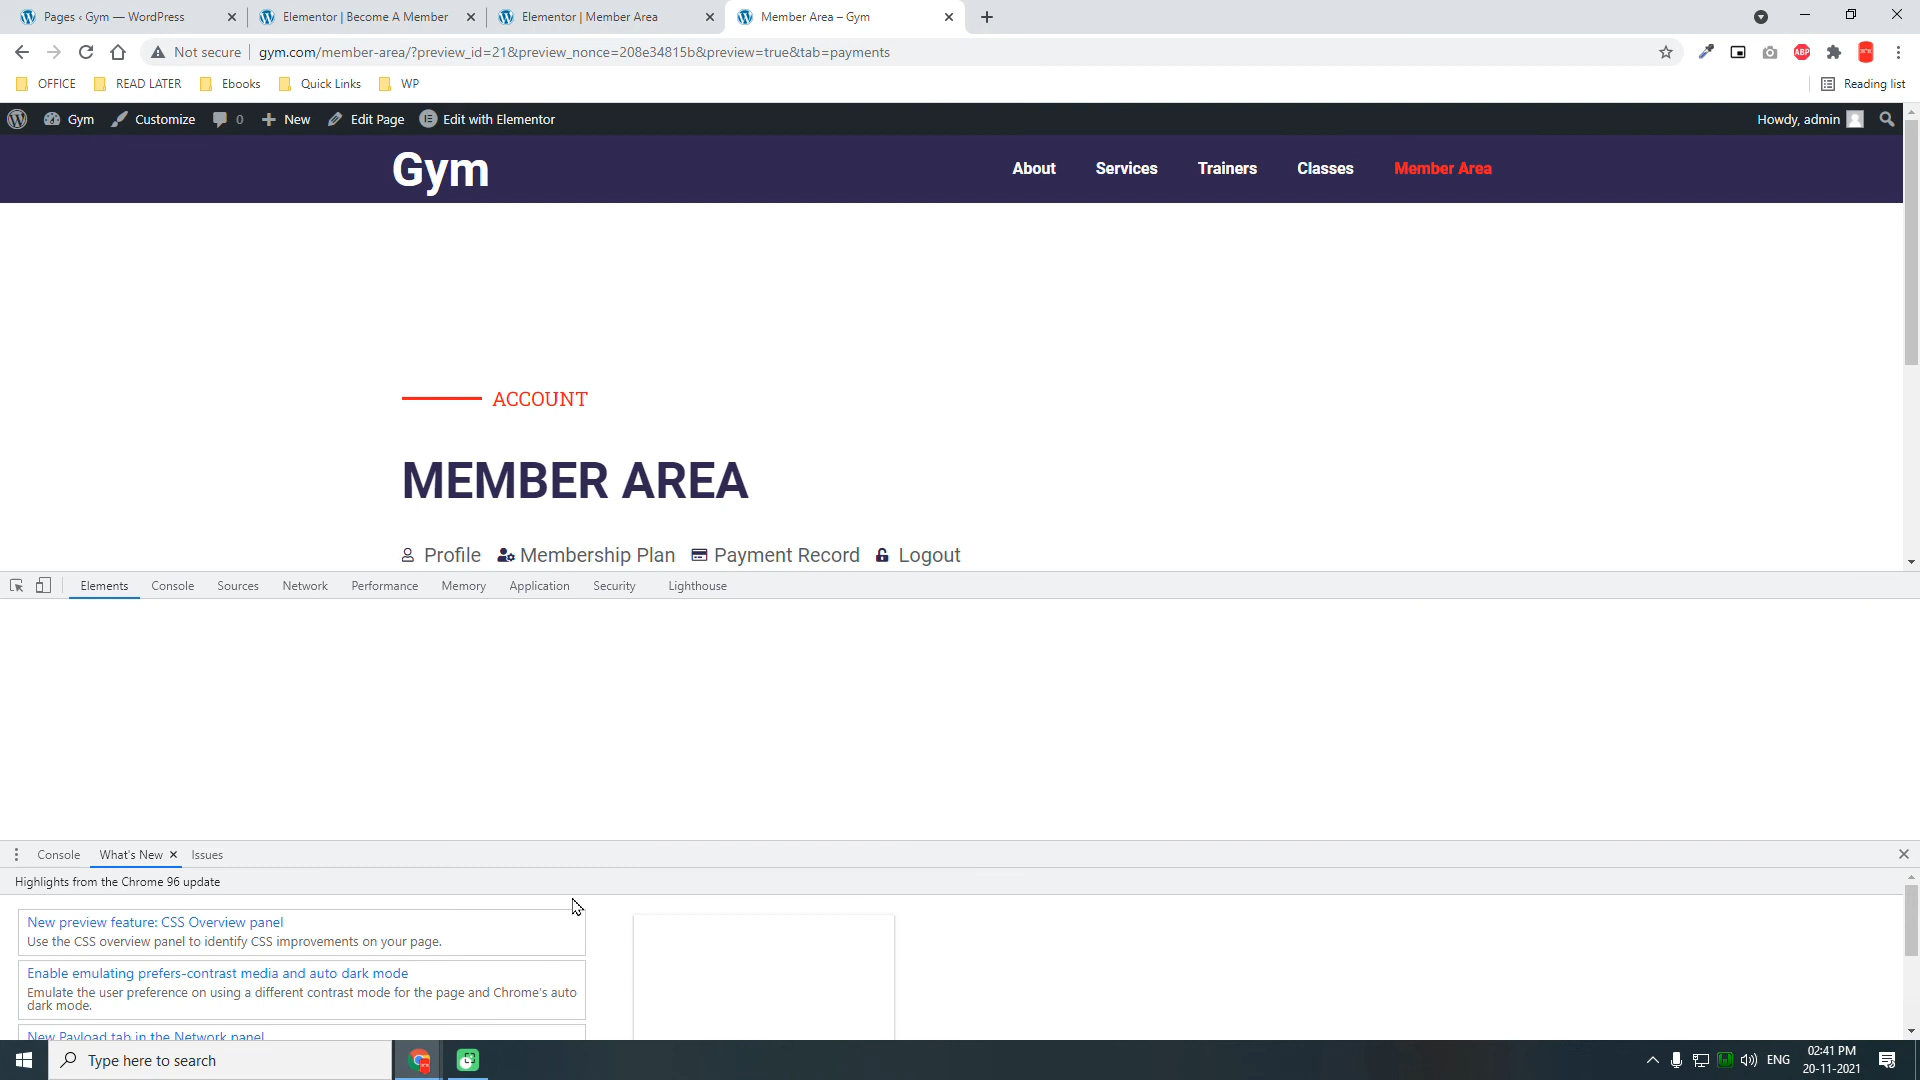 Pages ‹ Gym — WordPress
Elementor | Become A Member
Elementor | Member Area
Member Area – Gym
Not secure
gym.com/member-area/?preview_id=21&preview_nonce=208e34815b&preview=true&tab=payments
ABP
OFFICE
READ LATER
Ebooks
Quick Links
WP
Reading list
Gym
Customize
0
New
Edit Page
Edit with Elementor
Howdy, admin
Gym
About
Services
Trainers
Classes
Member Area
ACCOUNT
MEMBER AREA
Profile
Membership Plan
Payment Record
Logout
Elements
Console
Sources
Network
Performance
Memory
Application
Security
Lighthouse
Console
What's New
Issues
Highlights from the Chrome 96 update
New preview feature: CSS Overview panel
Use the CSS overview panel to identify CSS improvements on your page.
Enable emulating prefers-contrast media and auto dark mode
Emulate the user preference on using a different contrast mode for the page and Chrome's auto
dark mode.
New Payload tab in the Network panel
Type here to search
ENG
02:41 PM
20-11-2021